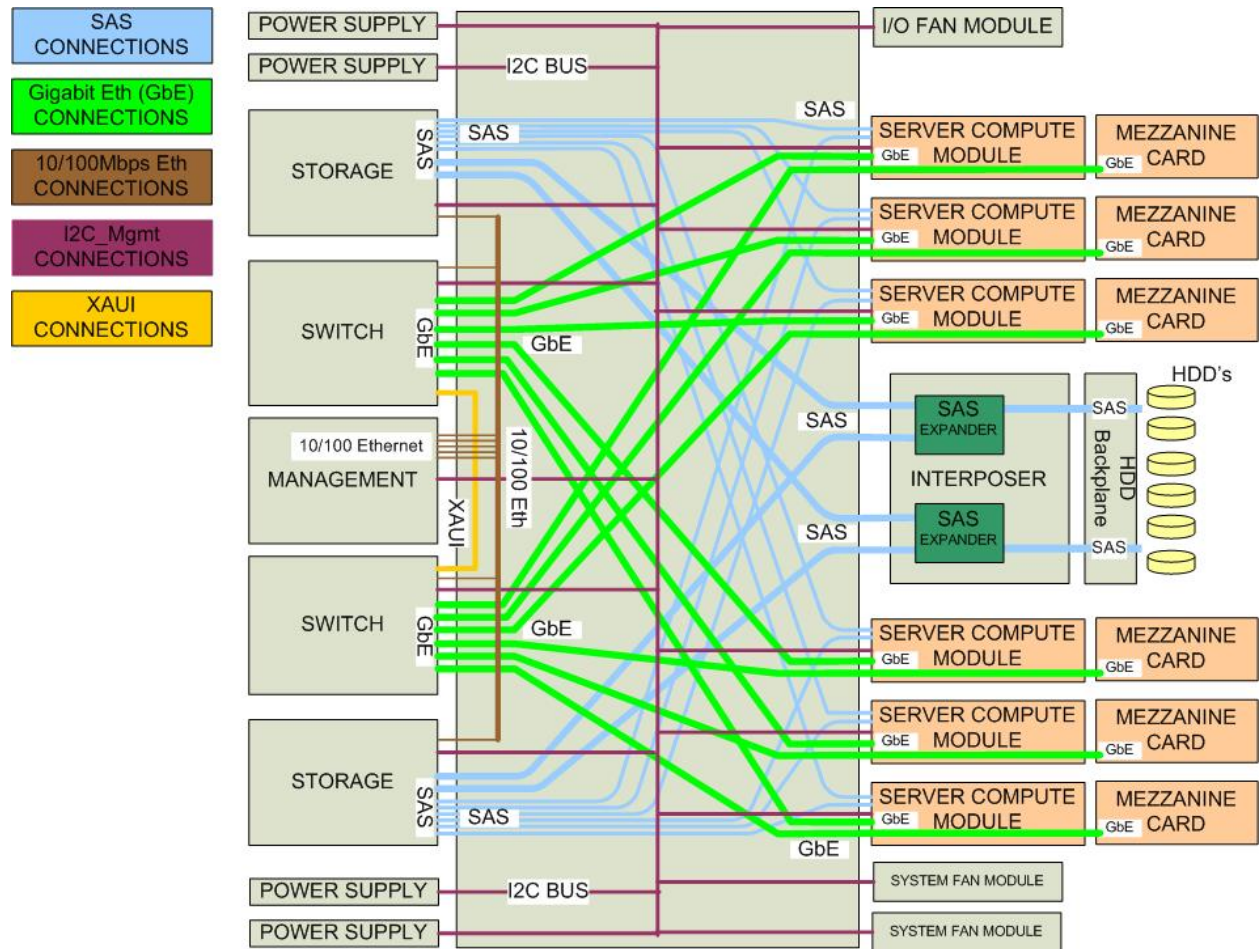 SAS
CONNECTIONS
Gigabit Eth (GbE)
CONNECTIONS
10/100Mbps Eth
CONNECTIONS
I2C_Mgmt
CONNECTIONS
XAUI
CONNECTIONS
POWER SUPPLY
POWER SUPPLY
I2C BUS
I/O FAN MODULE
STORAGE
SAS
SAS
SAS
SWITCH
GbE
GbE
10/100 Ethernet
MANAGEMENT
XAUI
10/100 Eth
SWITCH
GbE
GbE
STORAGE
SAS
SAS
GbE
POWER SUPPLY
I2C BUS
POWER SUPPLY
SERVER COMPUTE
MODULE
GbE
MEZZANINE
CARD
GbE
SERVER COMPUTE
MODULE
GbE
MEZZANINE
CARD
GbE
SERVER COMPUTE
MODULE
GbE
MEZZANINE
CARD
GbE
SAS
SAS
SAS
EXPANDER
INTERPOSER
SAS
EXPANDER
SAS
HDD
Backplane
SAS
HDD's
SERVER COMPUTE
MODULE
GbE
MEZZANINE
CARD
GbE
SERVER COMPUTE
MODULE
GbE
MEZZANINE
CARD
GbE
SERVER COMPUTE
MODULE
GbE
MEZZANINE
CARD
GbE
SYSTEM FAN MODULE
SYSTEM FAN MODULE